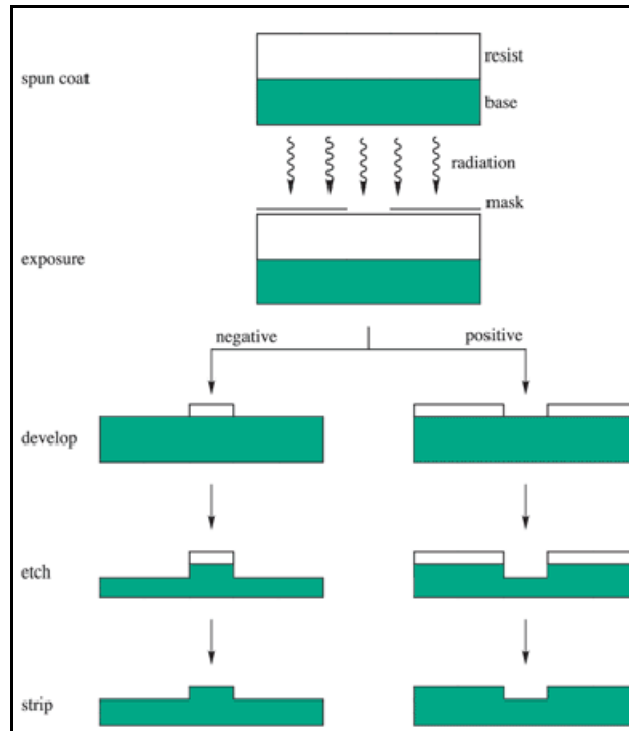 resist
spun coat
base
radiation
mask
exposure
negative
positive
develop
etch
strip